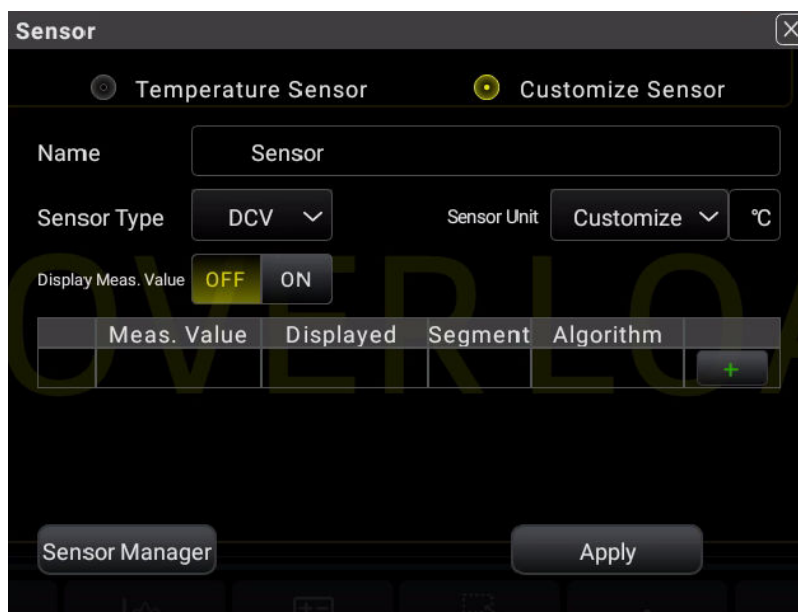 Sensor
Temperature Sensor Customize Sensor
Name Sensor
Sensor Type DCV Sensor Unit Customize ℃
Display Meas. Value OFF ON
OVERLOA
Meas. Value Displayed Segment Algorithm
+
Sensor Manager Apply